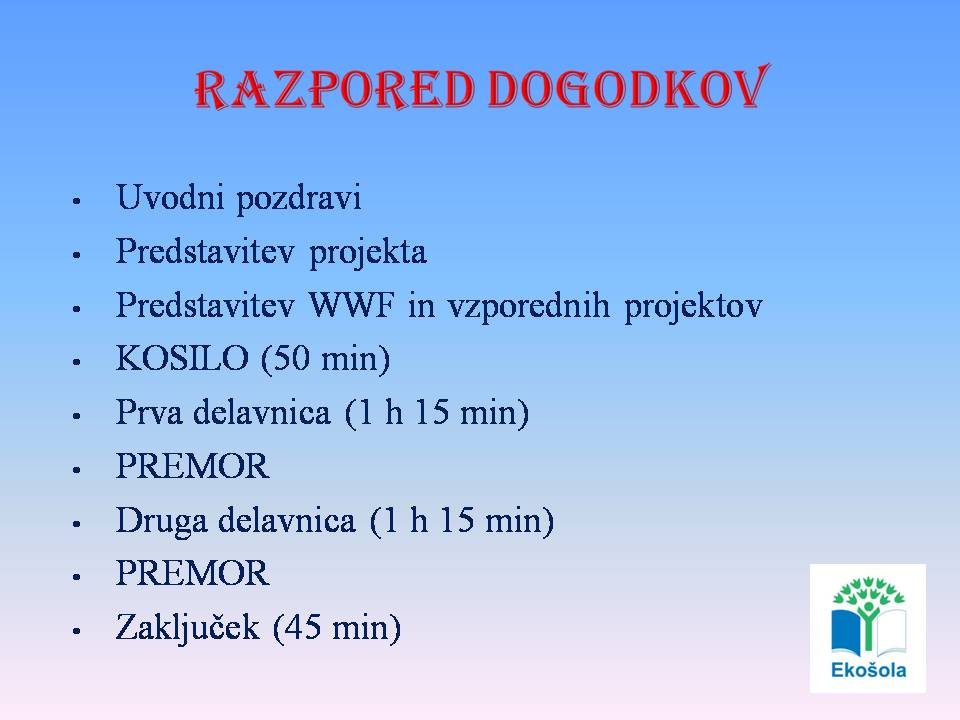 RAZPORED DOGODKOV
• Uvodni pozdravi
• Predstavitev projekta
• Predstavitev WWF in vzporednih projektov
• KOSILO (50 min)
• Prva delavnica (1 h 15 min)
• PREMOR
• Druga delavnica (1 h 15 min)
• PREMOR
• Zaključek (45 min)
Ekošola